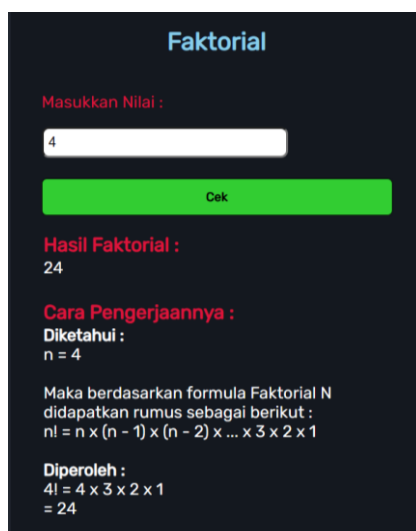 Faktorial
Masukkan Nilai :
4
Cek
Hasil Faktorial :
24
Cara Pengerjaannya :
Diketahui :
n = 4
Maka berdasarkan formula Faktorial N
didapatkan rumus sebagai berikut :
n! = n x (n - 1) x (n - 2) x ... x 3 x 2 x 1
Diperoleh :
4! = 4 x 3 x 2 x 1
= 24